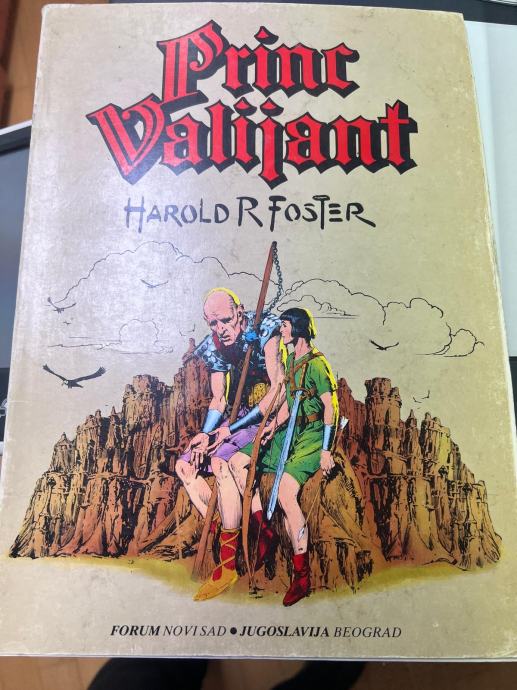 Princ
Valijant
HAROLD R FOSTER
FORUM NOVI SAD • JUGOSLAVIJA BEOGRAD